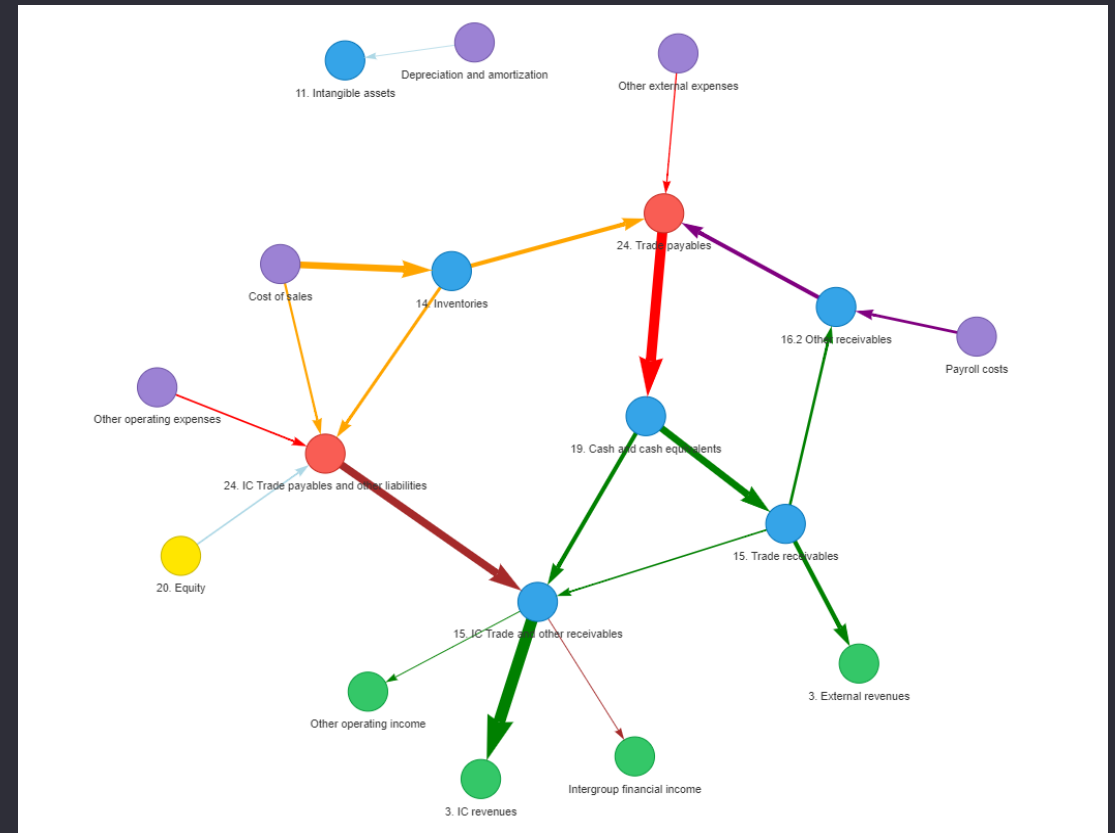 Depreciation and amortization
Other external expenses
11. Intangible assets
24. Trade payables
Cost of sales
14. Inventories
16.2 Other receivables
Payroll costs
Other operating expenses
19. Cash and cash equivalents
24. IC Trade payables and other liabilities
15. Trade receivables
20. Equity
15. IC Trade and other receivables
3. External revenues
Other operating income
Intergroup financial income
3. IC revenues